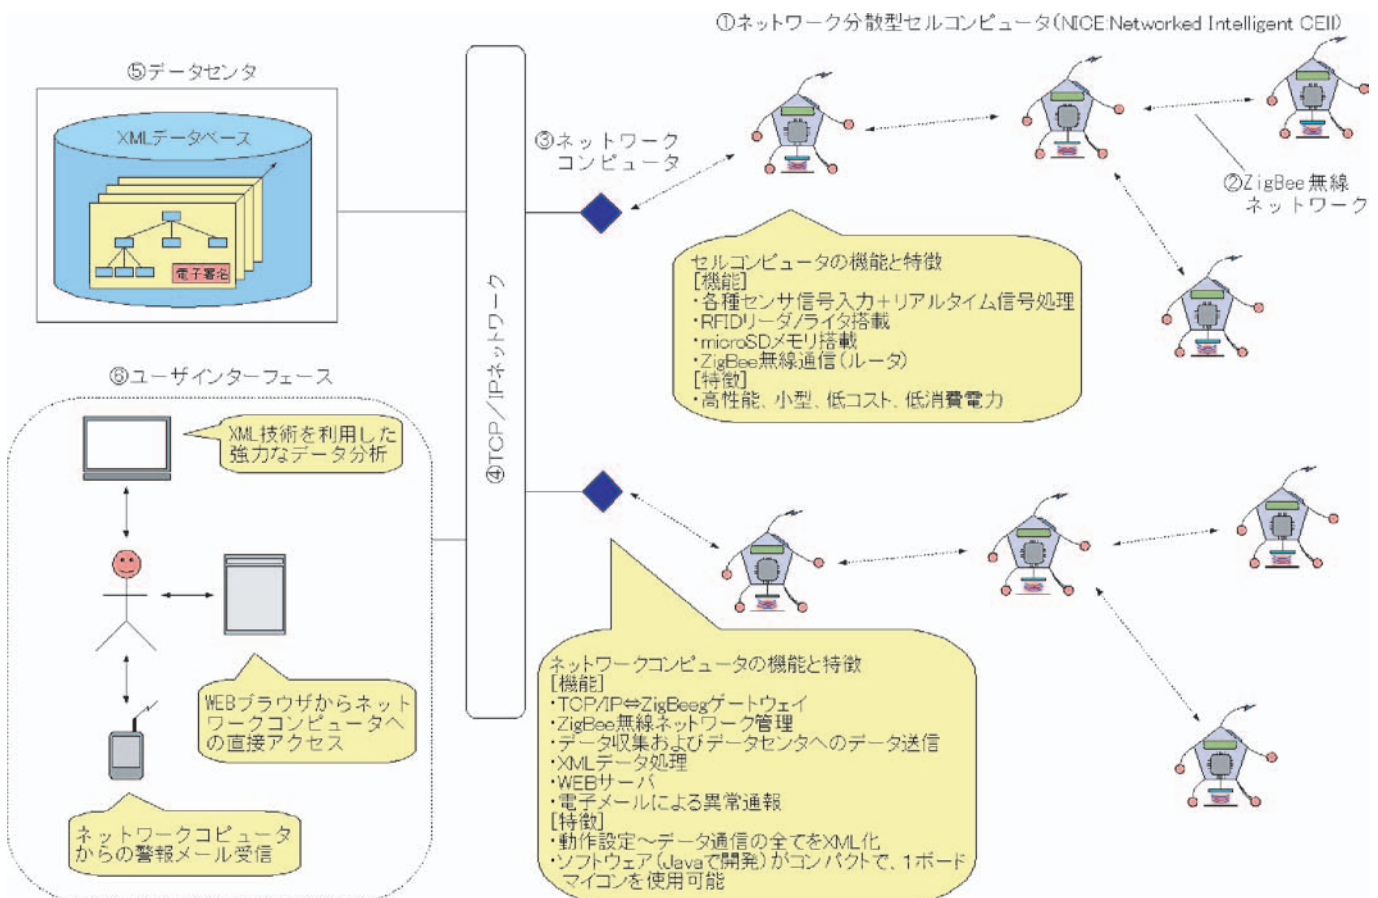 ①ネットワーク分散型セルコンピュータ(NICE:Networked Intelligent CEll)
⑤データセンタ
XMLデータベース
電子署名
③ネットワーク
コンピュータ
②ZigBee無線
ネットワーク
④TCP/IPネットワーク
セルコンピュータの機能と特徴
[機能]
・各種センサ信号入力+リアルタイム信号処理
・RFIDリーダ/ライタ搭載
・microSDメモリ搭載
・ZigBee無線通信(ルータ)
[特徴]
・高性能、小型、低コスト、低消費電力
⑥ユーザインターフェース
XML技術を利用した
強力なデータ分析
WEBブラウザからネット
ワークコンピュータへ
の直接アクセス
ネットワークコピュータ
からの警報メール受信
ネットワークコンピュータの機能と特徴
[機能]
・TCP/IP⇔ZigBeegゲートウェイ
・ZigBee無線ネットワーク管理
・データ収集およびデータセンタへのデータ送信
・XMLデータ処理
・WEBサーバ
・電子メールによる異常通報
[特徴]
・動作設定~データ通信の全てをXML化
・ソフトウェア(Javaで開発)がコンパクトで、1ボード
マイコンを使用可能